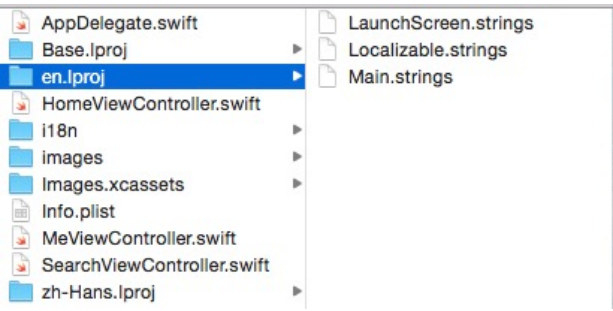 AppDelegate.swift
Base.lproj
en.lproj
HomeViewController.swift
i18n
images
Images.xcassets
Info.plist
MeViewController.swift
SearchViewController.swift
zh-Hans.lproj
LaunchScreen.strings
Localizable.strings
Main.strings